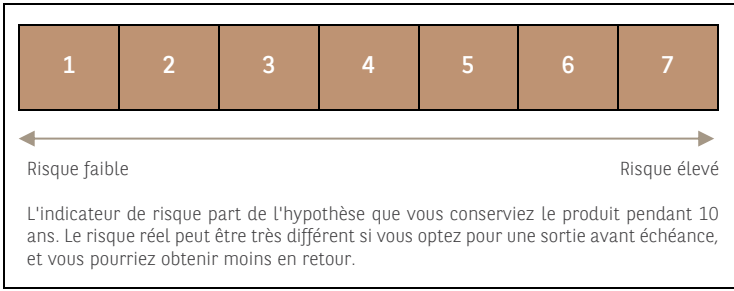 1 2 3 4 5 6 7
Risque faible Risque élevé
L'indicateur de risque part de l'hypothèse que vous conserviez le produit pendant 10
ans. Le risque réel peut être très différent si vous optez pour une sortie avant échéance,
et vous pourriez obtenir moins en retour.